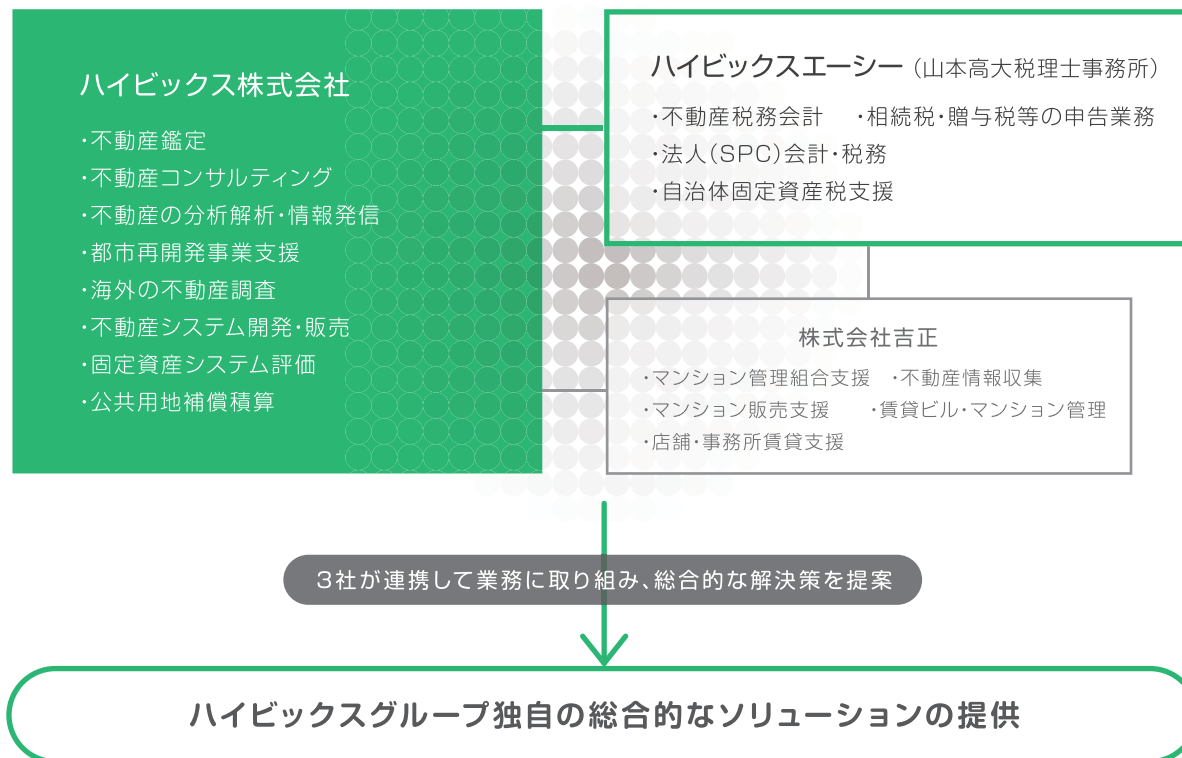 ハイビックス株式会社
・不動産鑑定
・不動産コンサルティング
・不動産の分析解析・情報発信
・都市再開発事業支援
・海外の不動産調査
・不動産システム開発・販売
・固定資産システム評価
・公共用地補償積算
ハイビックスエーシー（山本高大税理士事務所）
・不動産税務会計　・相続税・贈与税等の申告業務
・法人（SPC）会計・税務
・自治体固定資産税支援
株式会社吉正
・マンション管理組合支援　・不動産情報収集
・マンション販売支援　・賃貸ビル・マンション管理
・店舗・事務所賃貸支援
3社が連携して業務に取り組み、総合的な解決策を提案
ハイビックスグループ独自の総合的なソリューションの提供